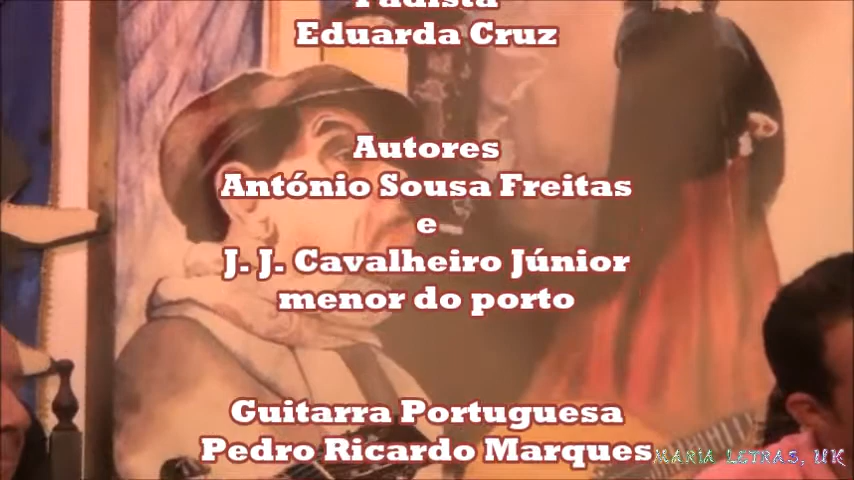 Fadista
Eduarda Cruz
Autores
António Sousa Freitas
e
J. J. Cavalheiro Júnior
menor do porto
Guitarra Portuguesa
Pedro Ricardo Marques
MARIA LETRAS, UK